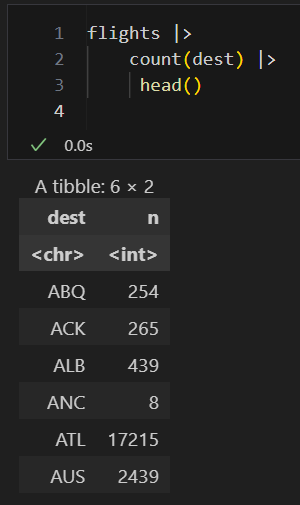 1 flights |>
2     count(dest) |>
3      head()
4
0.0s
A tibble: 6 × 2
dest n
<chr> <int>
ABQ 254
ACK 265
ALB 439
ANC 8
ATL 17215
AUS 2439